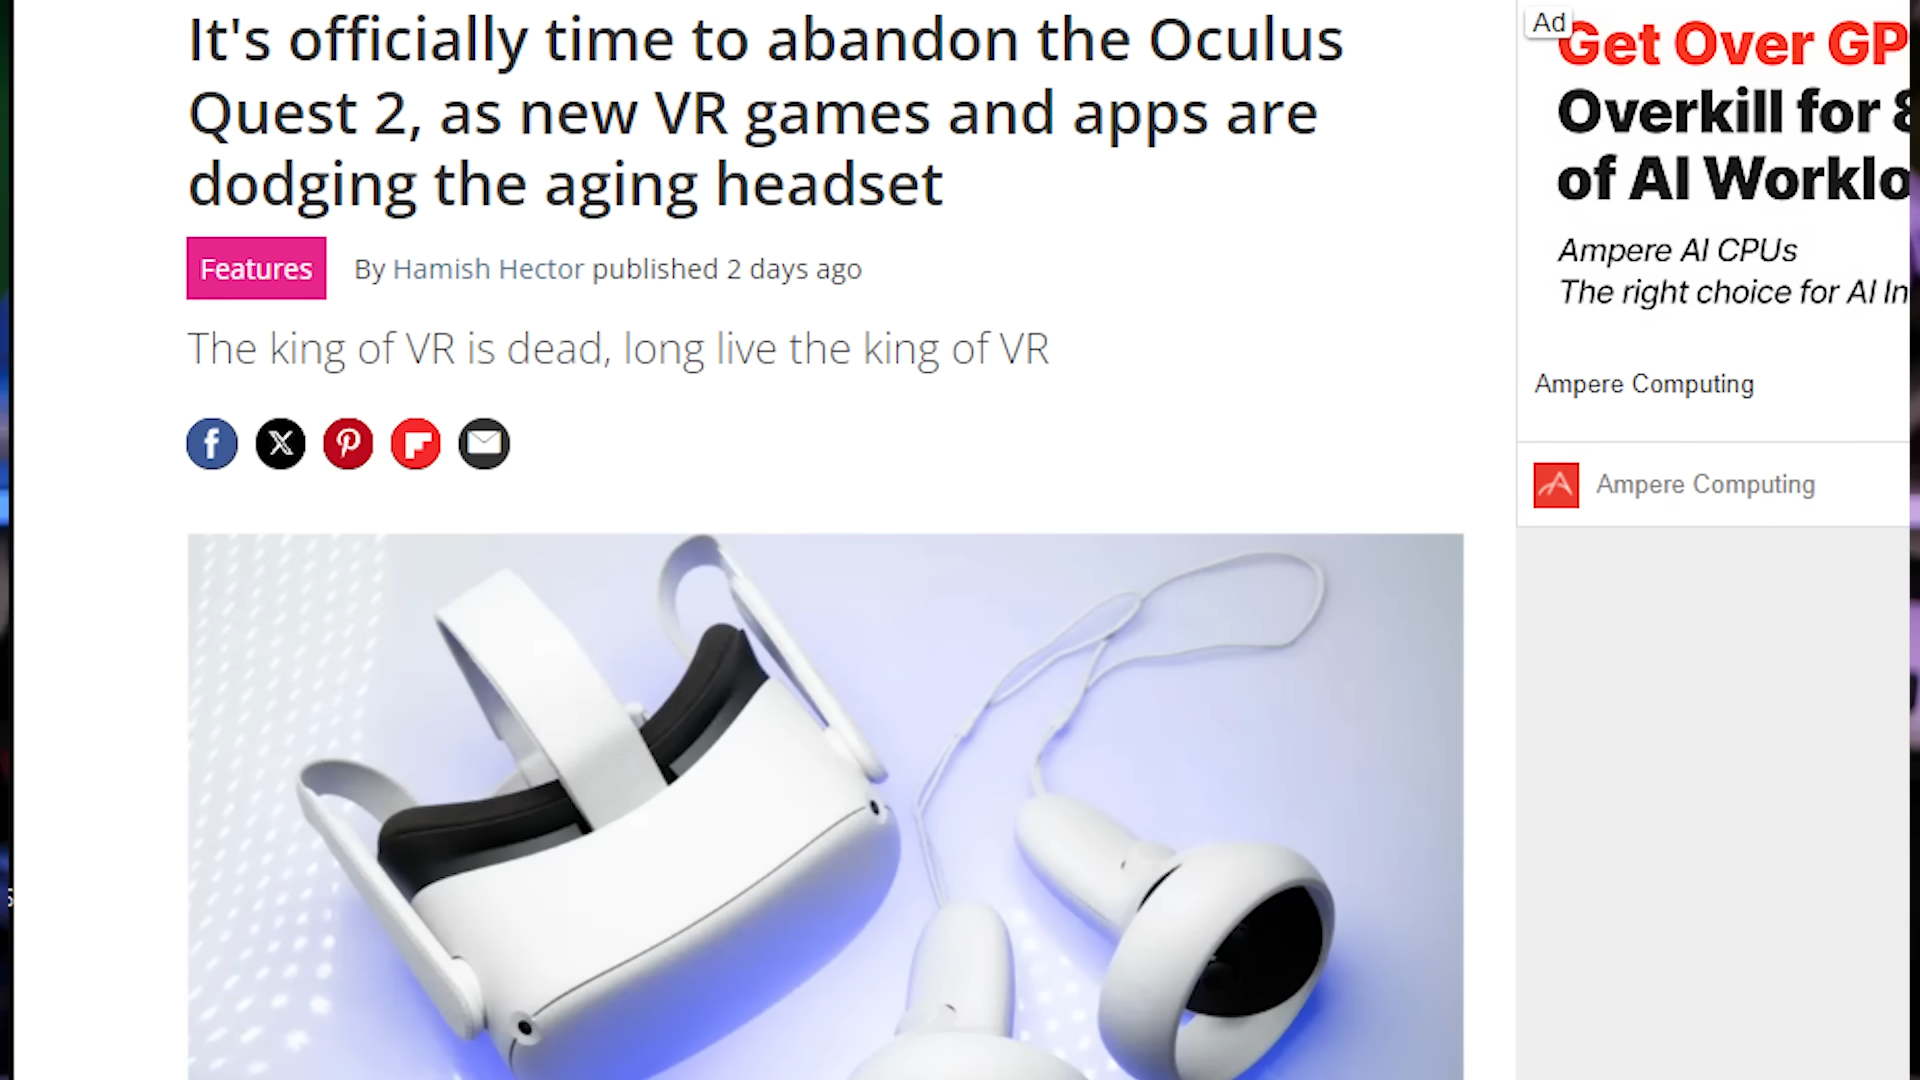 It's officially time to abandon the Oculus
Quest 2, as new VR games and apps are
dodging the aging headset
Features
By Hamish Hector published 2 days ago
The king of VR is dead, long live the king of VR
Ad
Get Over GP
Overkill for 8
of AI Worklo
Ampere AI CPUs
The right choice for AI In
Ampere Computing
Ampere Computing